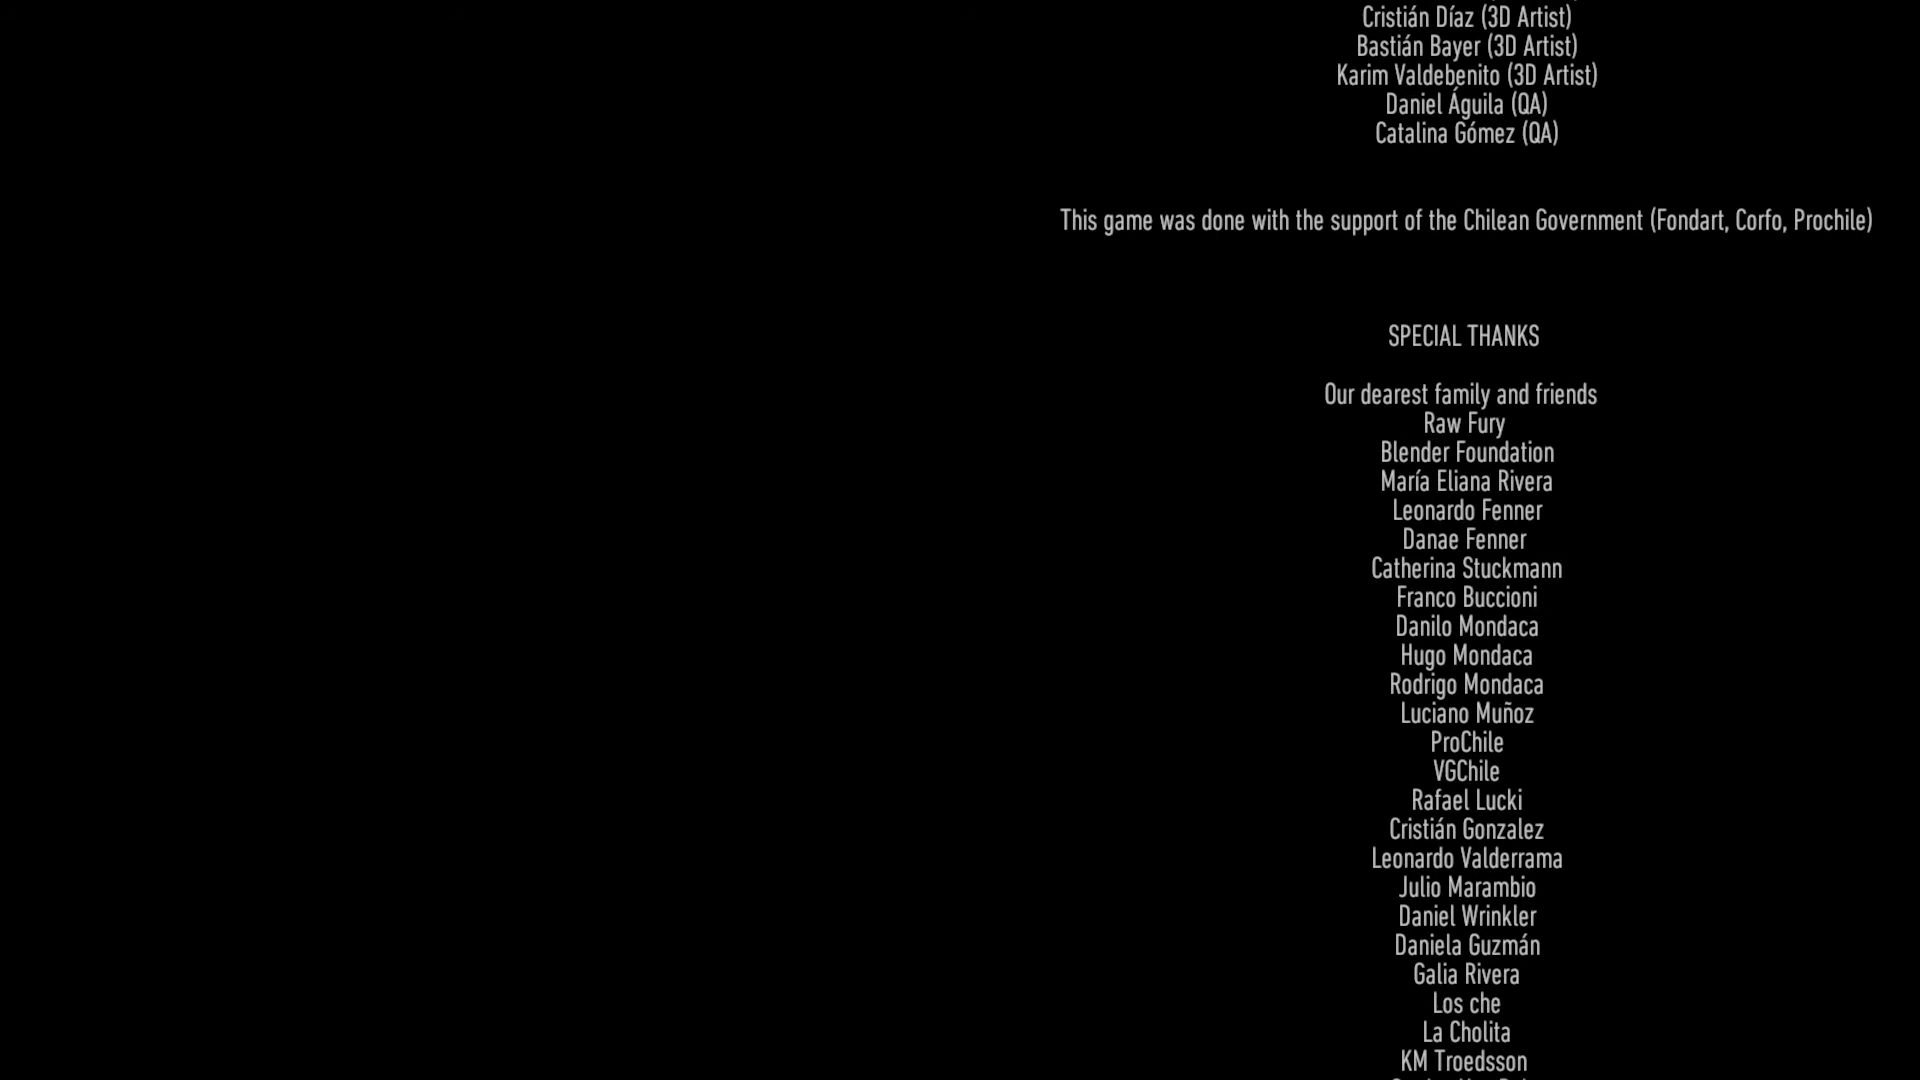 Cristián Díaz (3D Artist)
Bastián Bayer (3D Artist)
Karim Valdebenito (3D Artist)
Daniel Águila (QA)
Catalina Gómez (QA)
This game was done with the support of the Chilean Government (Fondart, Corfo, Prochile)
SPECIAL THANKS
Our dearest family and friends
Raw Fury
Blender Foundation
María Eliana Rivera
Leonardo Fenner
Danae Fenner
Catherina Stuckmann
Franco Buccioni
Danilo Mondaca
Hugo Mondaca
Rodrigo Mondaca
Luciano Muñoz
ProChile
VGChile
Rafael Lucki
Cristián Gonzalez
Leonardo Valderrama
Julio Marambio
Daniel Wrinkler
Daniela Guzmán
Galia Rivera
Los che
La Cholita
KM Troedsson